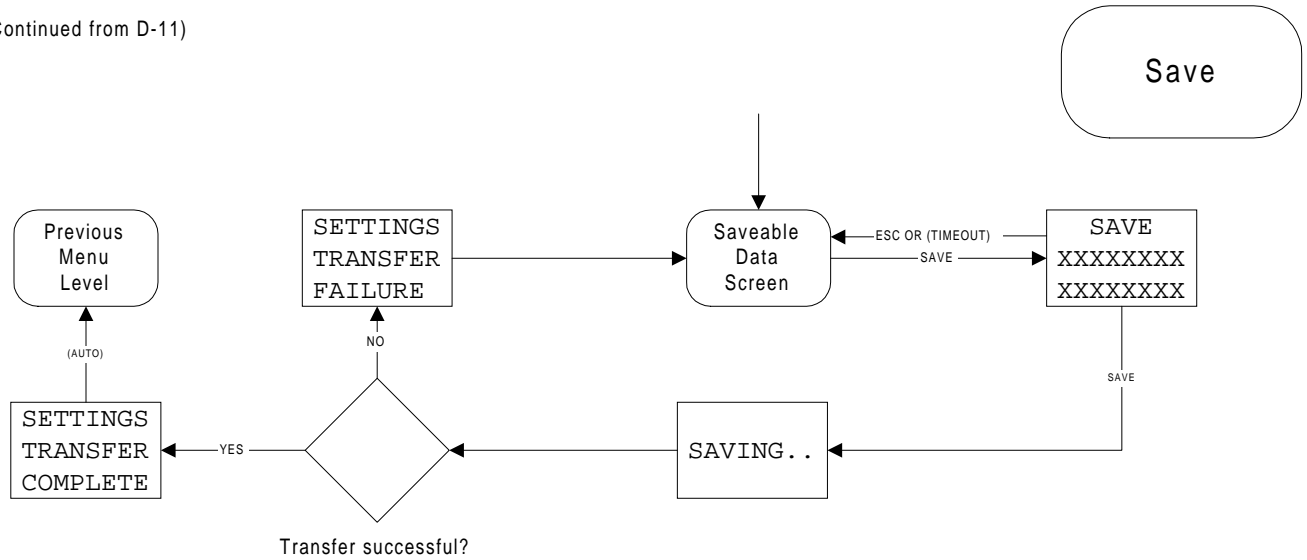 Continued from D-11)
Save
Previous
Menu
Level
SETTINGS
TRANSFER
FAILURE
Saveable
Data
Screen
ESC OR (TIMEOUT)
SAVE
SAVE
XXXXXXXX
XXXXXXXX
(AUTO)
NO
SAVE
SETTINGS
TRANSFER
COMPLETE
YES
SAVING..
Transfer successful?